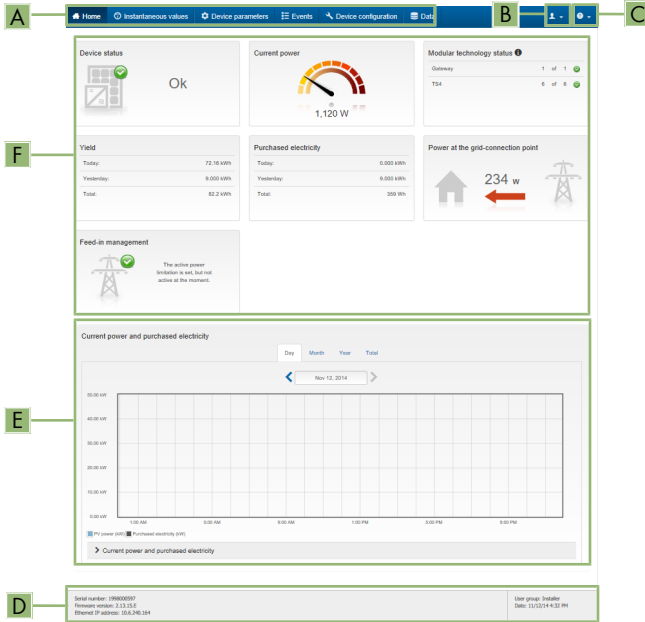 A
Home Instantaneous values Device parameters Events Device configuration Data
B
C
Device status
Ok
Current power
1,120 W
Modular technology status
Gateway 1 of 1
TS4 6 of 6
F
Yield
Today: 72.16 kWh
Yesterday: 9.000 kWh
Total: 82.2 kWh
Purchased electricity
Today: 0.000 kWh
Yesterday: 9.000 kWh
Total: 359 Wh
Power at the grid-connection point
234 W
Feed-in management
The active power
limitation is set, but not
active at the moment.
E
Current power and purchased electricity
Day Month Year Total
Nov 12, 2014
50.00 kW
40.00 kW
30.00 kW
20.00 kW
10.00 kW
0.00 kW
1:00 AM 5:00 AM 9:00 AM 1:00 PM 5:00 PM 9:00 PM
PV power (kW) Purchased electricity (kW)
Current power and purchased electricity
D
Serial number: 1998000597
Firmware version: 2.13.15.E
Ethernet IP address: 10.6.240.164
User group: Installer
Date: 11/12/14 4:32 PM